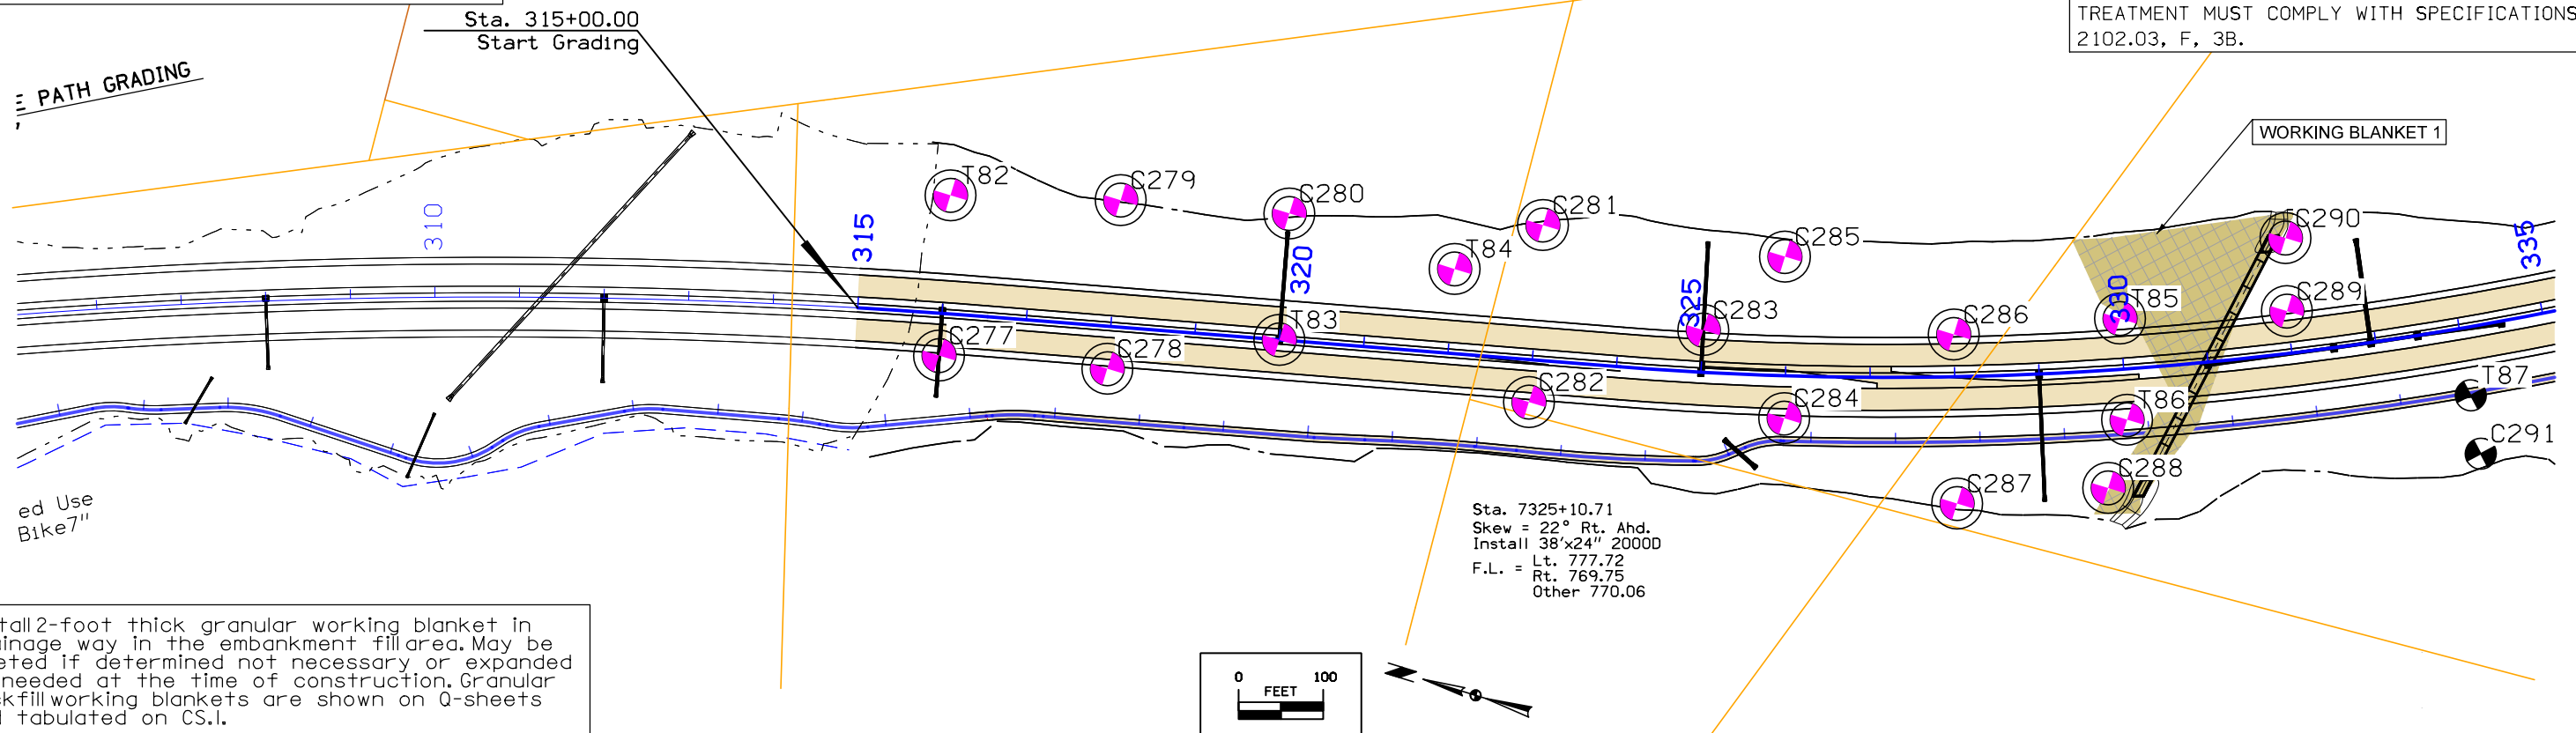 Sta. 315+00.00
Start Grading
TREATMENT MUST COMPLY WITH SPECIFICATIONS
2102.03, F, 3B.
PATH GRADING
WORKING BLANKET 1
310
315
320
325
330
335
T82
C279
C280
C281
T84
C285
C290
C277
C278
T83
C283
C286
T85
C289
C282
C284
T86
T87
C287
C288
C291
ed Use
Bike7"
Sta. 7325+10.71
Skew = 22° Rt. Ahd.
Install 38'x24" 2000D
F.L. = Lt. 777.72
Rt. 769.75
Other 770.06
tall 2-foot thick granular working blanket in
ainage way in the embankment fill area. May be
eted if determined not necessary or expanded
needed at the time of construction. Granular
kfill working blankets are shown on Q-sheets
d tabulated on CS.1.
0 100
FEET